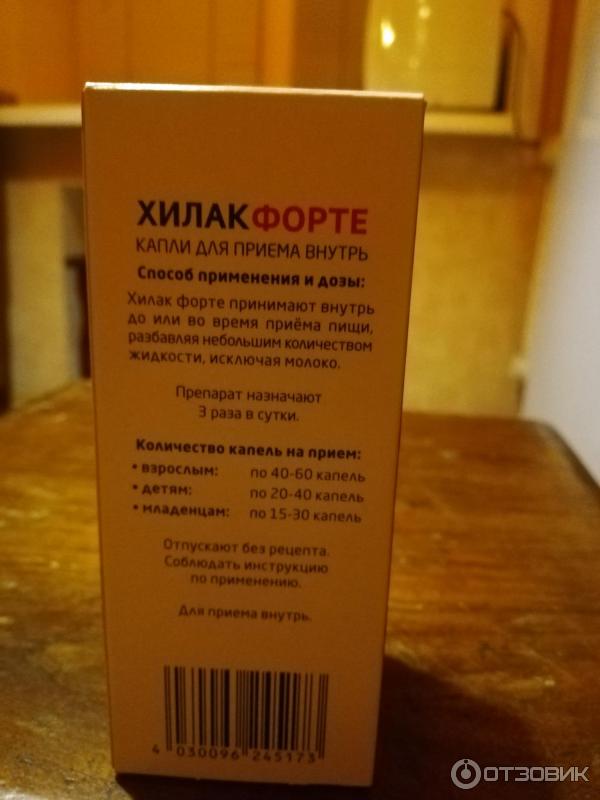 ХИЛАК ФОРТЕ
КАПЛИ ДЛЯ ПРИЕМА ВНУТРЬ
Способ применения и дозы:
Хилак форте принимают внутрь
до или во время приёма пищи,
разбавляя небольшим количеством
жидкости, исключая молоко.
Препарат назначают
3 раза в сутки.
Количество капель на прием:
• взрослым: по 40-60 капель
• детям: по 20-40 капель
• младенцам: по 15-30 капель
Отпускают без рецепта.
Соблюдать инструкцию
по применению.
Для приема внутрь.
4 030096 245173
ОТЗОВИК